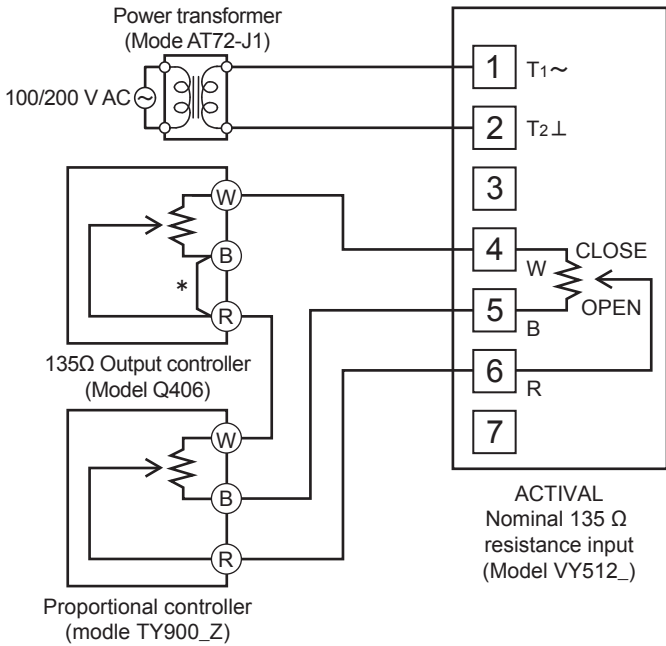 Power transformer
(Mode AT72-J1)
100/200 V AC
1 T1~
2 T2⊥
3
4 W
CLOSE
OPEN
5 B
6 R
7
W
B
*
R
135Ω Output controller
(Model Q406)
W
B
R
Proportional controller
(modle TY900_Z)
ACTIVAL
Nominal 135 Ω
resistance input
(Model VY512_)